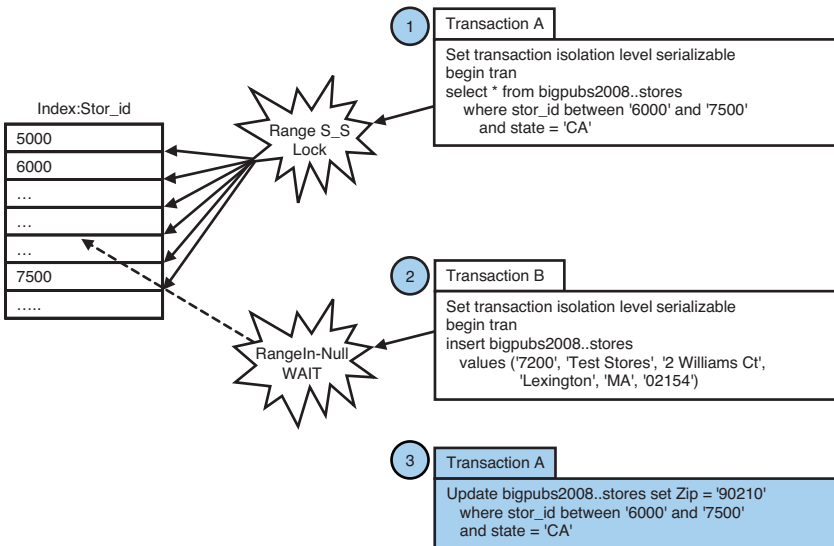 1
Transaction A
Set transaction isolation level serializable
begin tran
select * from bigpubs2008..stores
where stor_id between '6000' and '7500'
and state = 'CA'
Index:Stor_id
5000
6000
...
...
...
7500
.....
Range S_S
Lock
2
Transaction B
Set transaction isolation level serializable
begin tran
insert bigpubs2008..stores
values ('7200', 'Test Stores', '2 Williams Ct',
'Lexington', 'MA', '02154')
RangeIn-Null
WAIT
3
Transaction A
Update bigpubs2008..stores set Zip = '90210'
where stor_id between '6000' and '7500'
and state = 'CA'